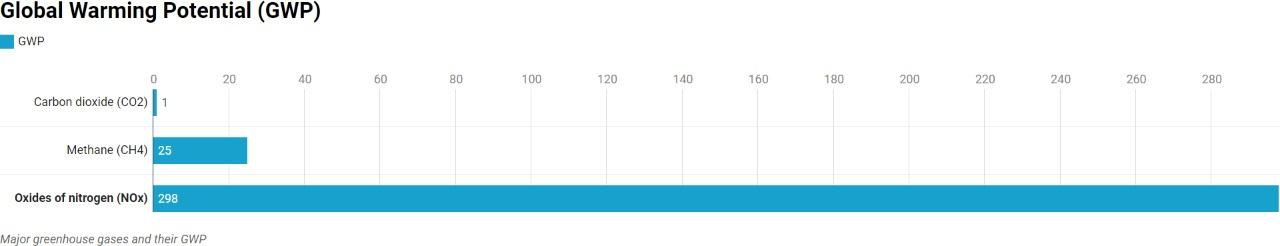 Global Warming Potential (GWP)
GWP
0 20 40 60 80 100 120 140 160 180 200 220 240 260 280
Carbon dioxide (CO2) 1
Methane (CH4) 25
Oxides of nitrogen (NOx) 298
Major greenhouse gases and their GWP